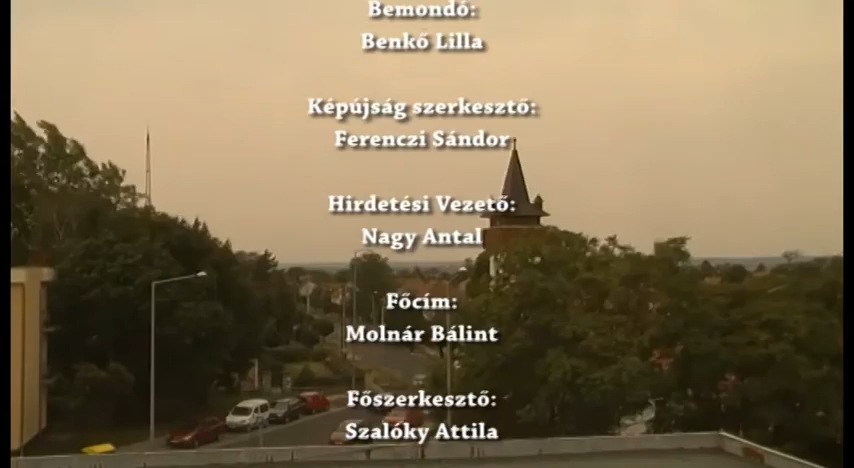 Bemondó:
Benkő Lilla
Képújság szerkesztő:
Ferenczi Sándor
Hirdetési Vezető:
Nagy Antal
Főcím:
Molnár Bálint
Főszerkesztő:
Szalóky Attila